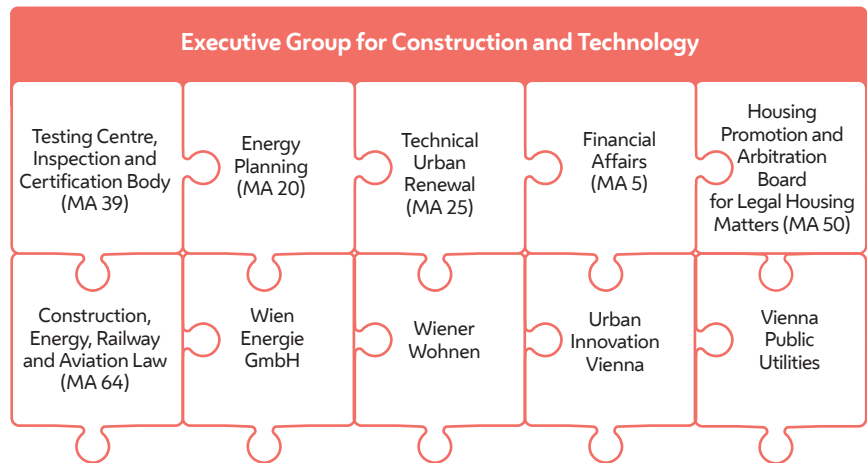 Executive Group for Construction and Technology
Testing Centre,
Inspection and
Certification Body
(MA 39)
Energy
Planning
(MA 20)
Technical
Urban
Renewal
(MA 25)
Financial
Affairs
(MA 5)
Housing
Promotion and
Arbitration
Board
for Legal Housing
Matters (MA 50)
Construction,
Energy, Railway
and Aviation Law
(MA 64)
Wien
Energie
GmbH
Wiener
Wohnen
Urban
Innovation
Vienna
Vienna
Public
Utilities